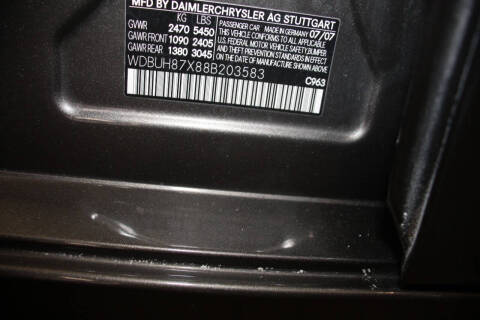 MFD BY DAIMLERCHRYSLER AG STUTTGART
KG LBS
GVWR 2470 5450
GAWR FRONT 1090 2405
GAWR REAR 1380 3045
PASSENGER CAR
MADE IN GERMANY 07/07
THIS VEHICLE CONFORMS TO ALL APPLICABLE
U.S. FEDERAL MOTOR VEHICLE SAFETY, BUMPER
AND THEFT PREVENTION STANDARDS IN EFFECT
ON THE DATE OF MANUFACTURE SHOWN ABOVE
WDBUH87X88B203583
C963